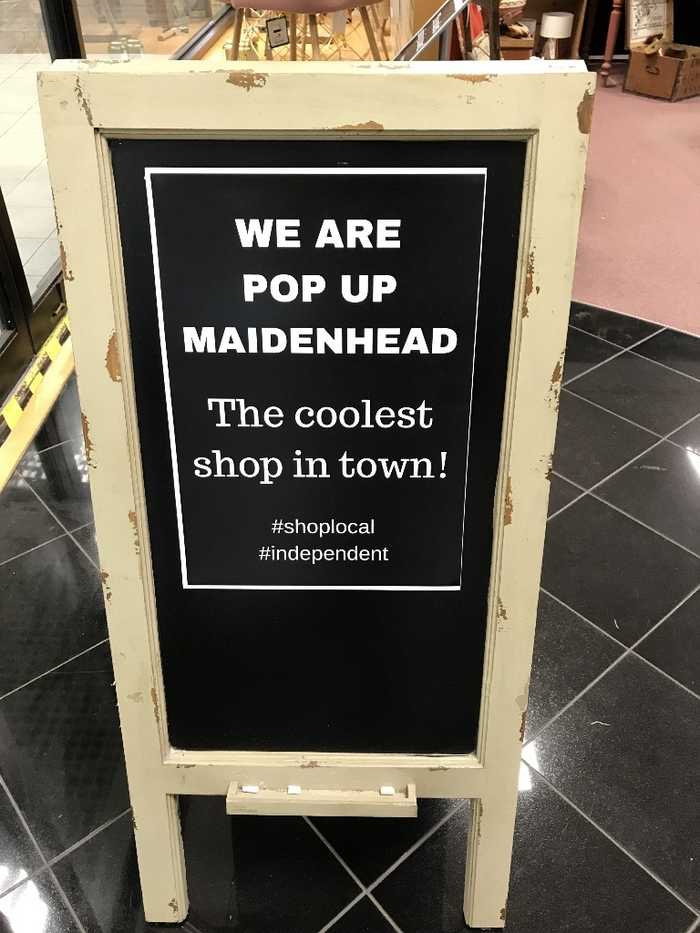 WE ARE
POP UP
MAIDENHEAD
The coolest
shop in town!
#shoplocal
#independent